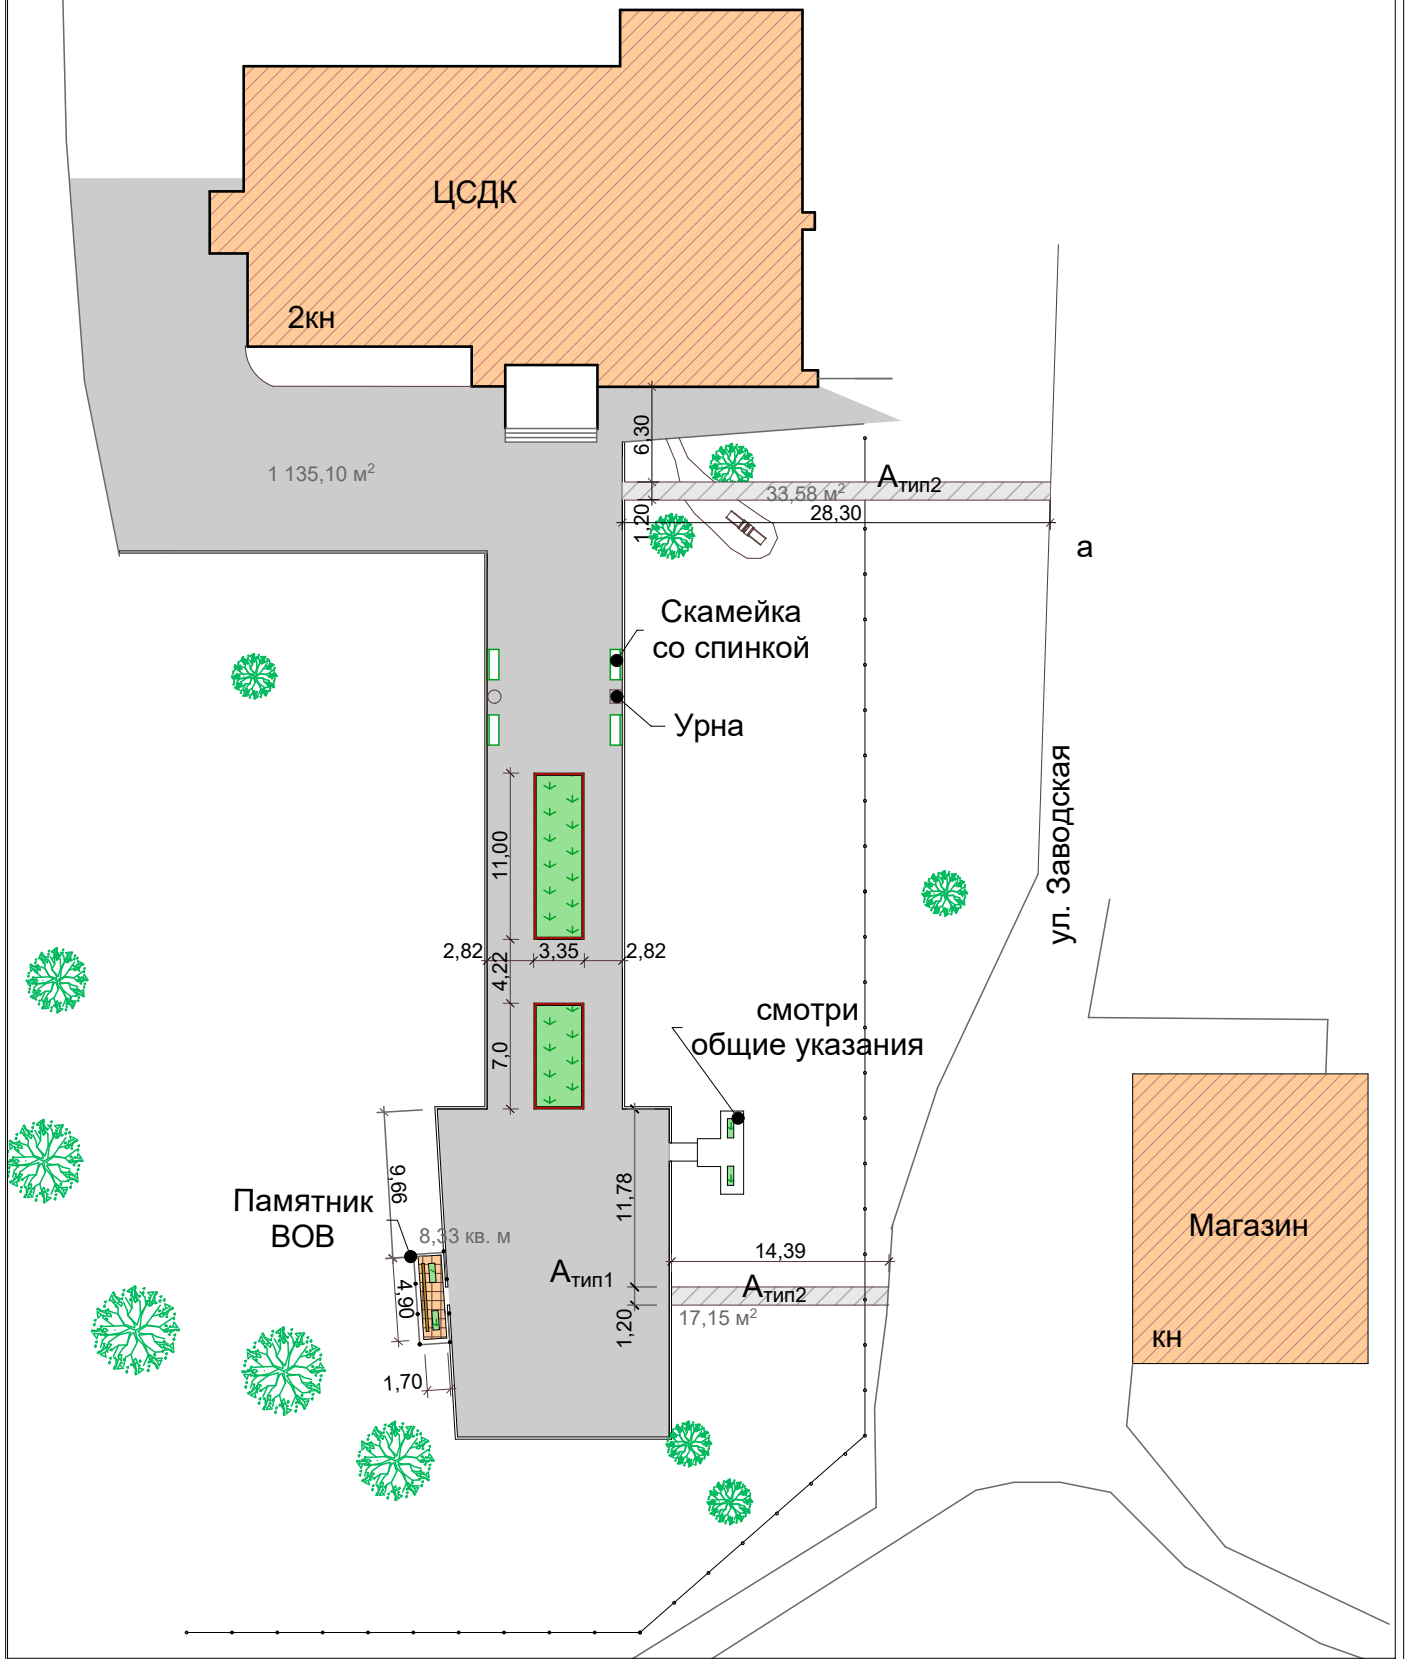 ЦСДК
2кн
6,30
1 135,10 м²
Aтип2
33,58 м²
1,20
28,30
а
Скамейка
со спинкой
Урна
ул. Заводская
11,00
2,82
3,35
2,82
4,22
смотри
общие указания
7,0
9,66
Памятник
ВОВ
8,33 кв. м
11,78
Магазин
14,39
Aтип1
Aтип2
4,90
17,15 м²
1,20
кн
1,70